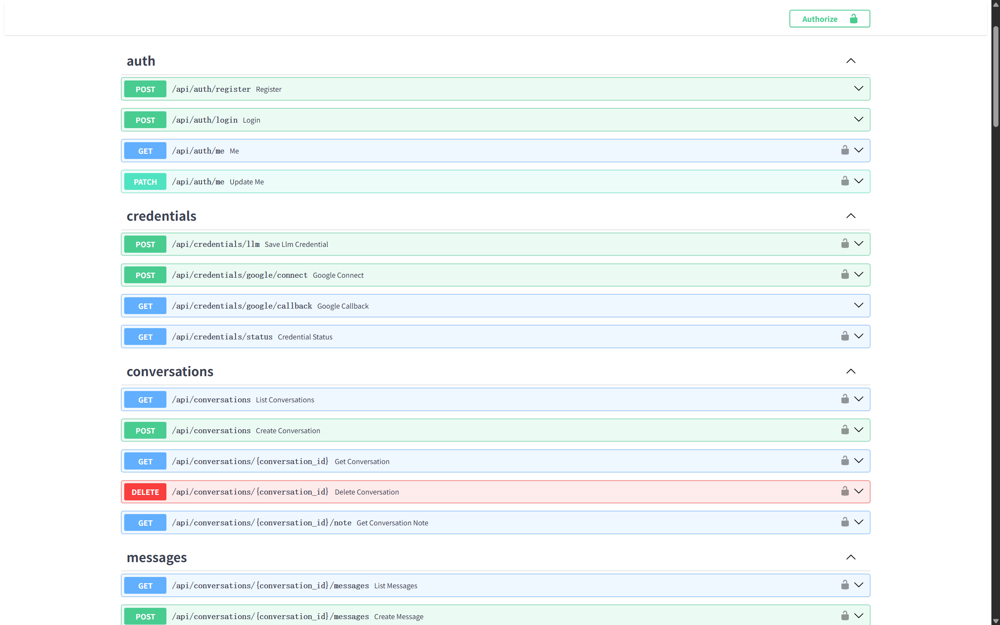 Authorize
auth
POST /api/auth/register Register
POST /api/auth/login Login
GET /api/auth/me Me
PATCH /api/auth/me Update Me
credentials
POST /api/credentials/llm Save Llm Credential
POST /api/credentials/google/connect Google Connect
GET /api/credentials/google/callback Google Callback
GET /api/credentials/status Credential Status
conversations
GET /api/conversations List Conversations
POST /api/conversations Create Conversation
GET /api/conversations/{conversation_id} Get Conversation
DELETE /api/conversations/{conversation_id} Delete Conversation
GET /api/conversations/{conversation_id}/note Get Conversation Note
messages
GET /api/conversations/{conversation_id}/messages List Messages
POST /api/conversations/{conversation_id}/messages Create Message